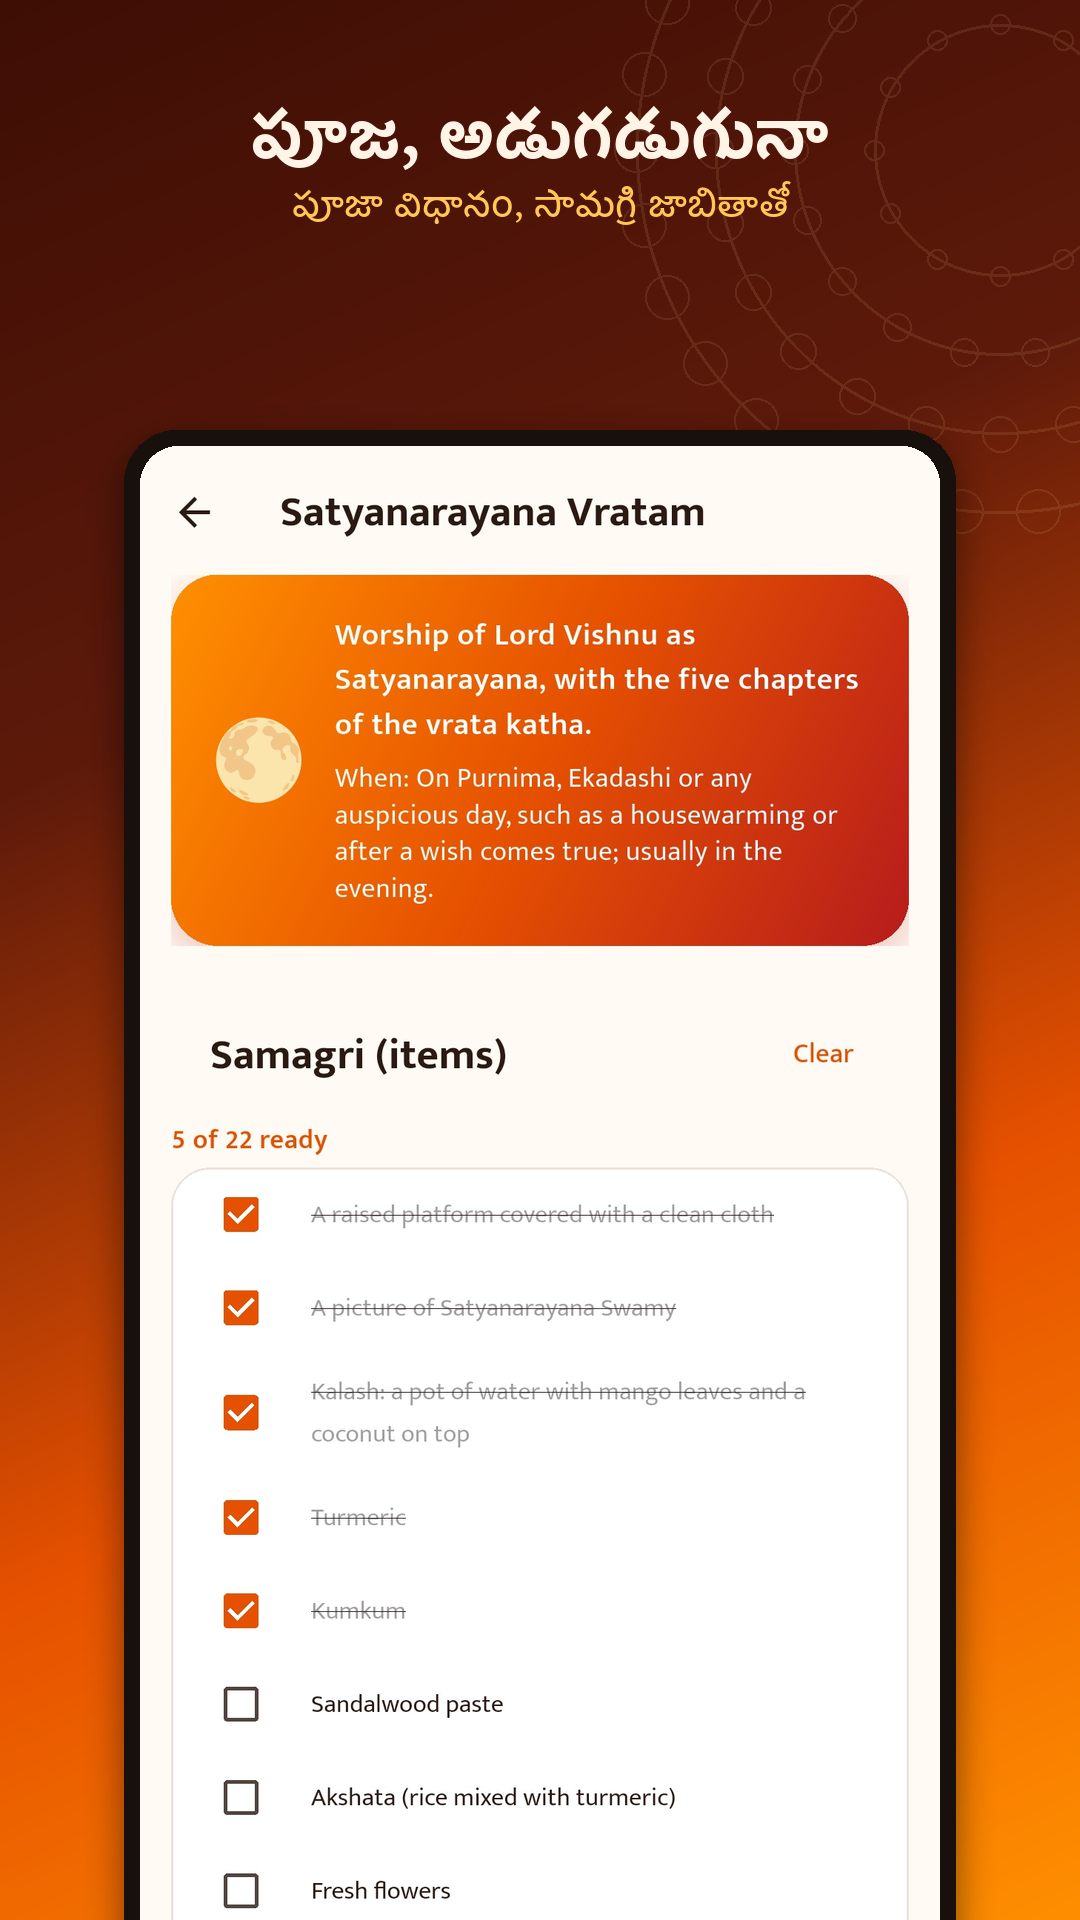 పూజ, అడుగడుగునా
పూజా విధానం, సామగ్రి జాబితాతో
Satyanarayana Vratam
Worship of Lord Vishnu as
Satyanarayana, with the five chapters
of the vrata katha.
When: On Purnima, Ekadashi or any
auspicious day, such as a housewarming or
after a wish comes true; usually in the
evening.
Samagri (items)
Clear
5 of 22 ready
A raised platform covered with a clean cloth
A picture of Satyanarayana Swamy
Kalash: a pot of water with mango leaves and a
coconut on top
Turmeric
Kumkum
Sandalwood paste
Akshata (rice mixed with turmeric)
Fresh flowers